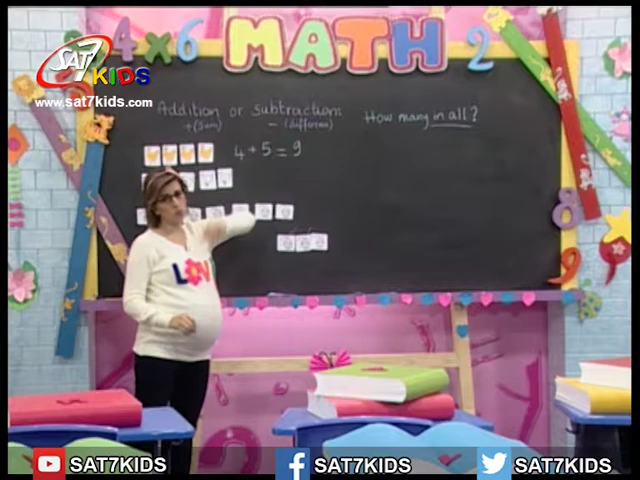 4×6
MATH
2
SAT7
KIDS
www.sat7kids.com
Addition or subtraction
+(Sum) -(difference)
How many in all?
4+5=9
LOVE
8
9
SAT7KIDS
SAT7KIDS
SAT7KIDS